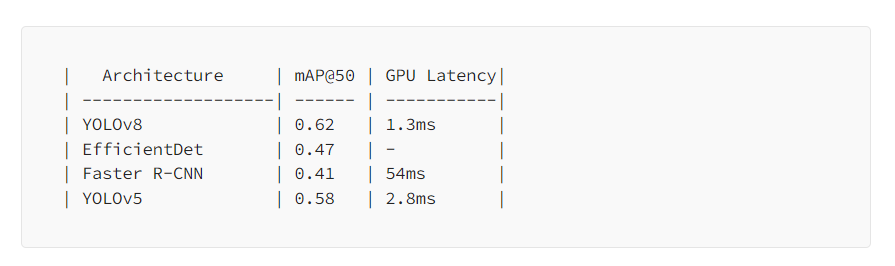 |   Architecture     | mAP@50 | GPU Latency|
| -------------------| ------ | -----------|
| YOLOv8             | 0.62   | 1.3ms      |
| EfficientDet       | 0.47   | -          |
| Faster R-CNN       | 0.41   | 54ms       |
| YOLOv5             | 0.58   | 2.8ms      |